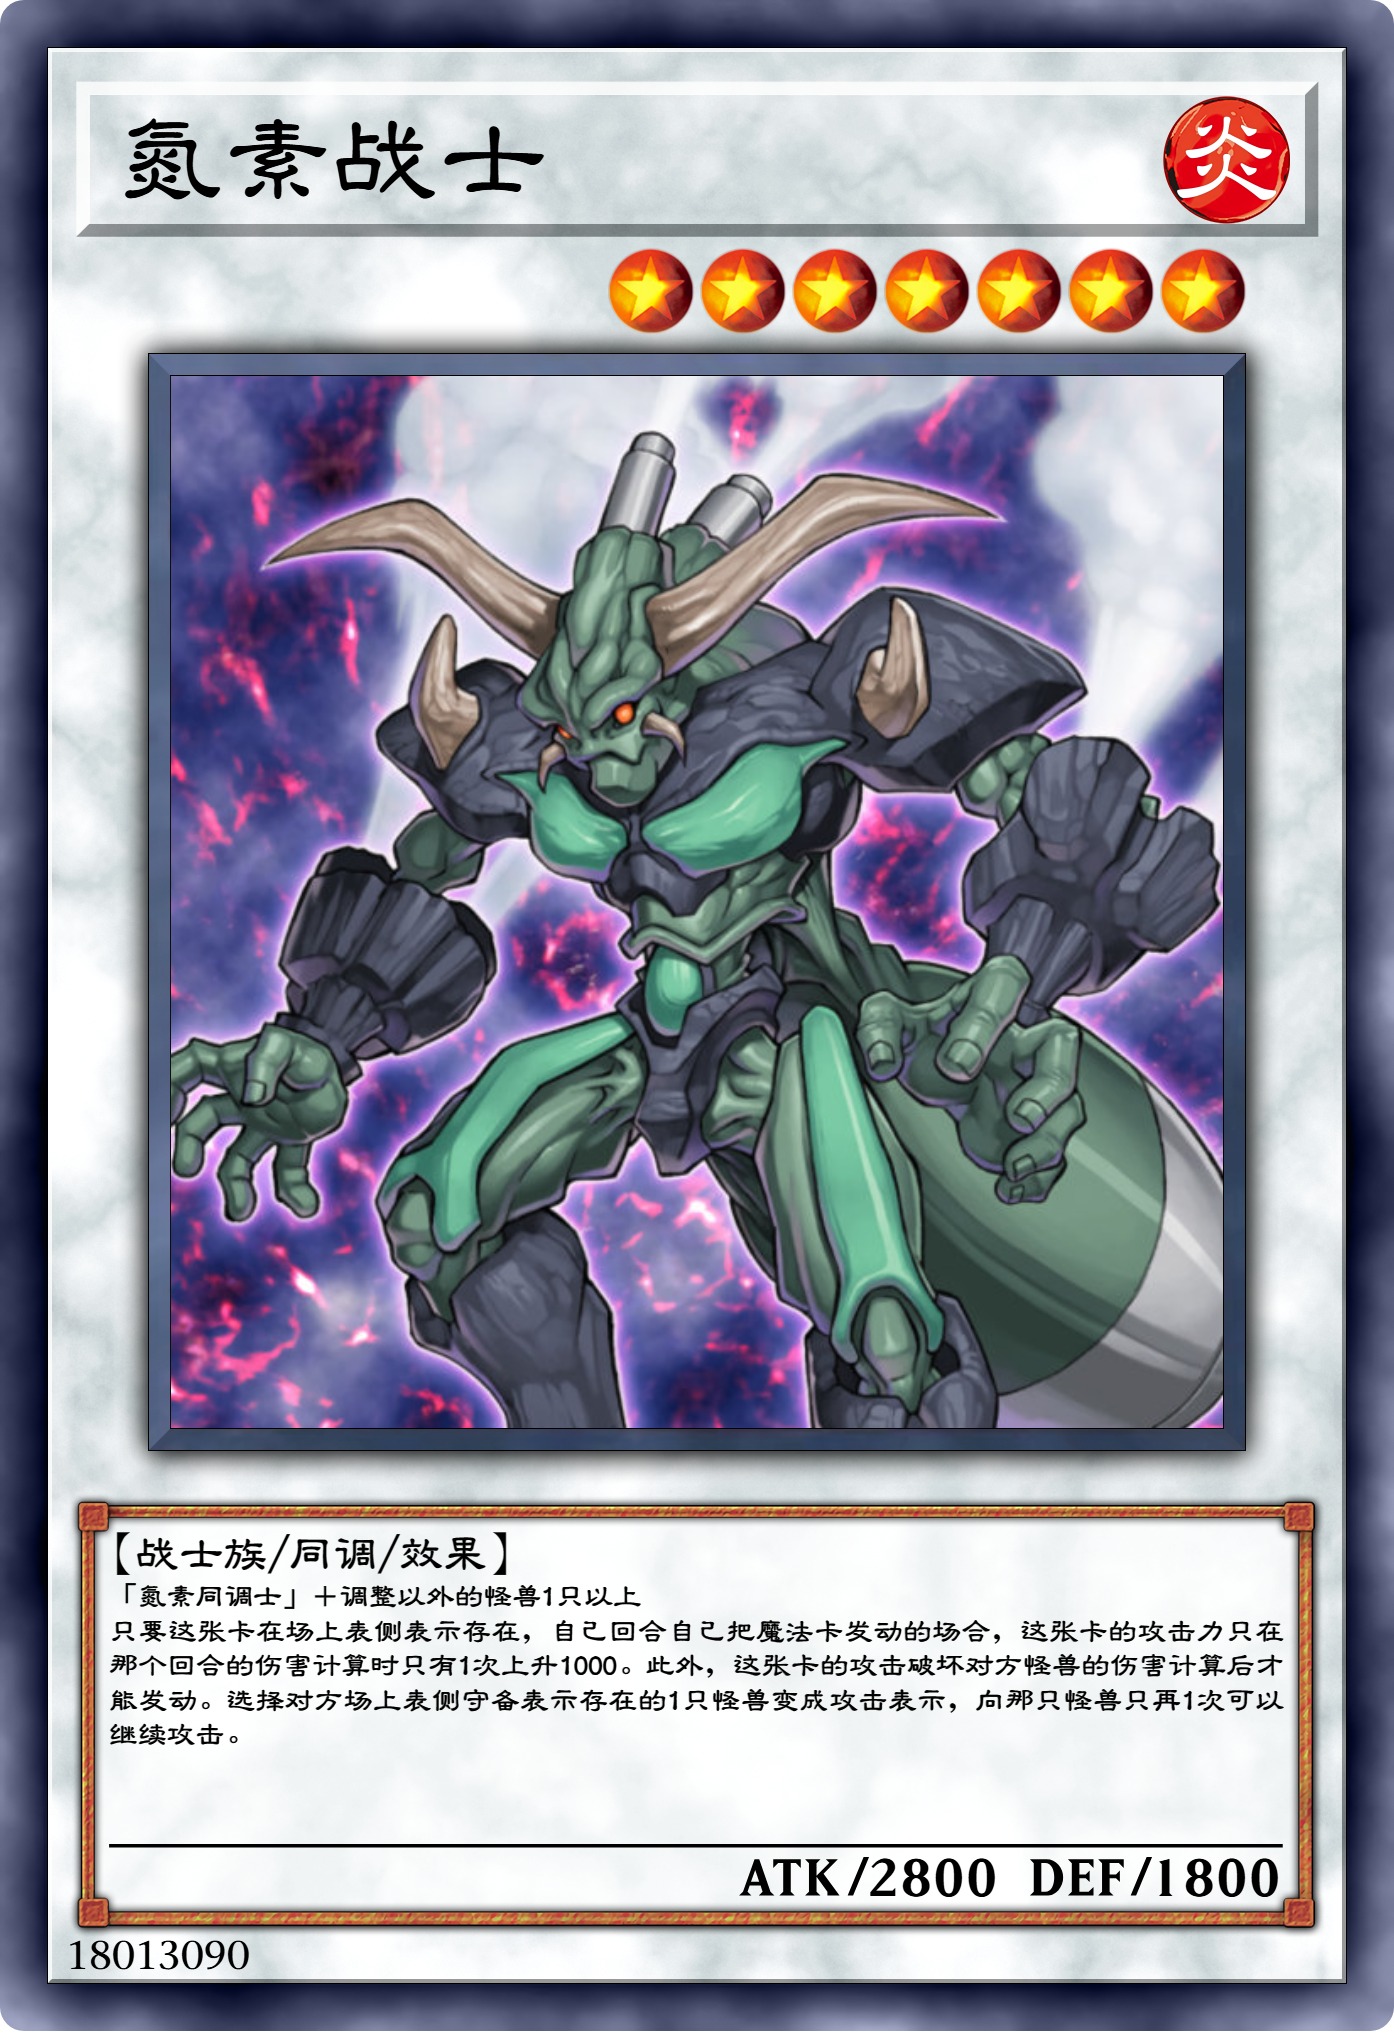 氮素战士
炎
【战士族/同调/效果】
「氮素同调士」＋调整以外的怪兽1只以上
只要这张卡在场上表侧表示存在，自己回合自己把魔法卡发动的场合，这张卡的攻击力只在
那个回合的伤害计算时只有1次上升1000。此外，这张卡的攻击破坏对方怪兽的伤害计算后才
能发动。选择对方场上表侧守备表示存在的1只怪兽变成攻击表示，向那只怪兽只再1次可以
继续攻击。
ATK/2800 DEF/1800
18013090